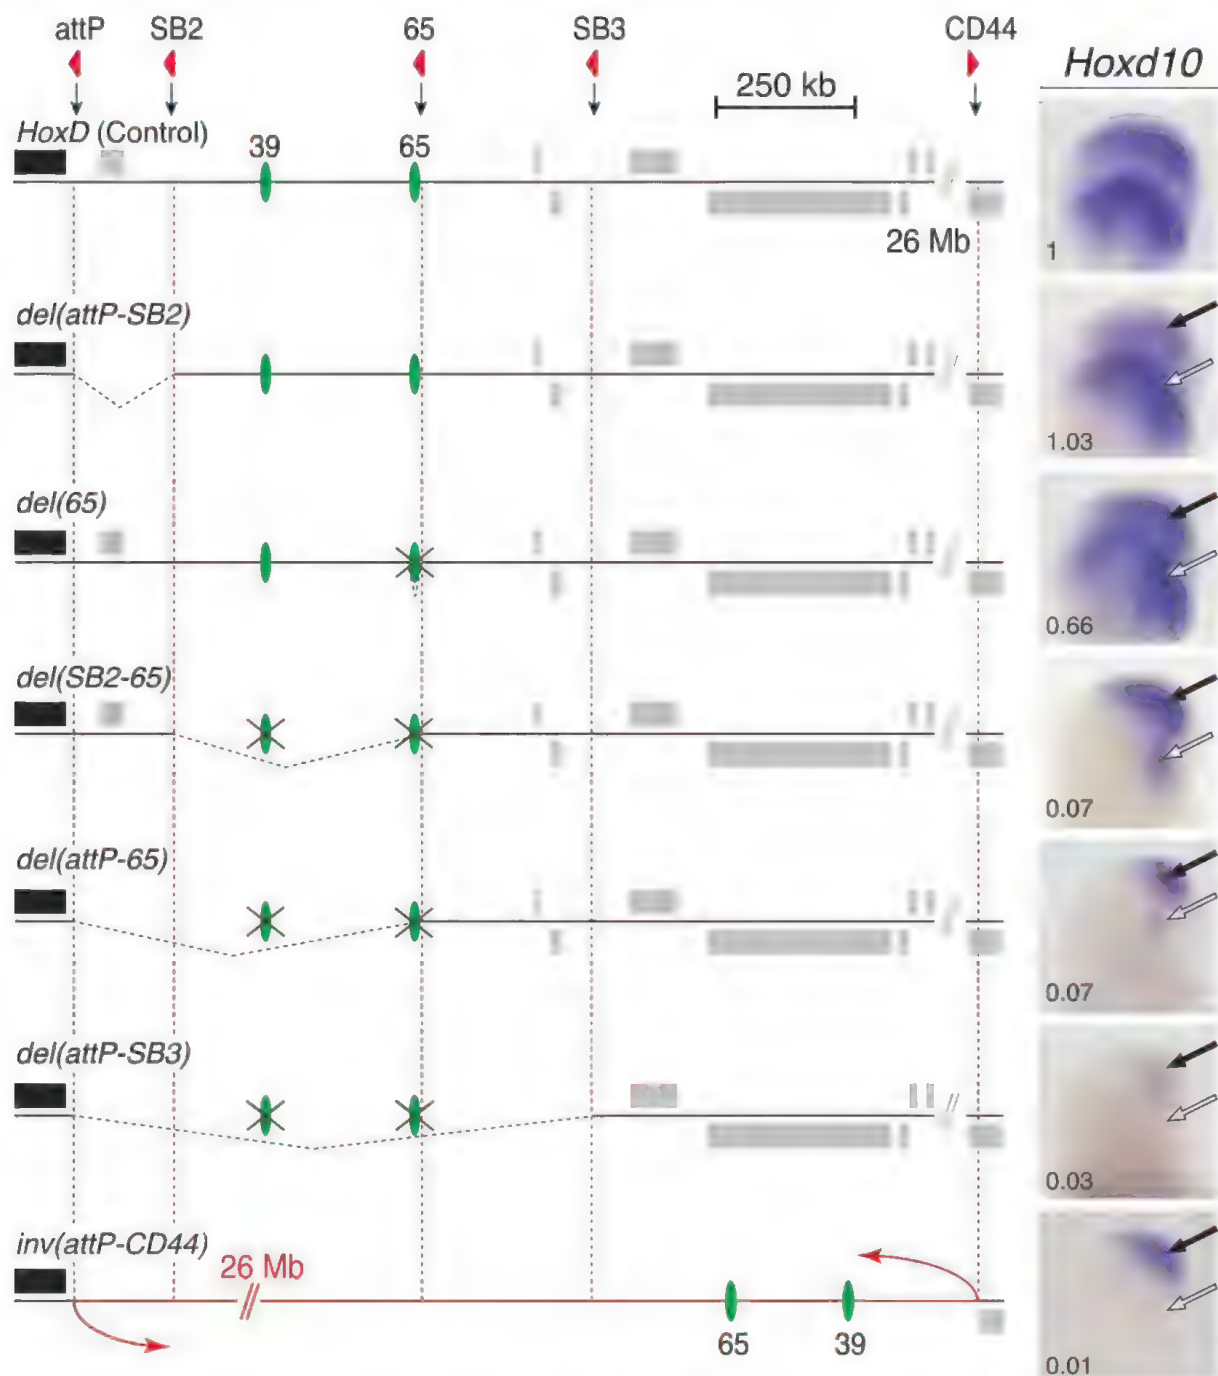 attP SB2 65 SB3 CD44
Hoxd10
250 kb
HoxD (Control)
39 65
26 Mb
1
del(attP-SB2)
1.03
del(65)
0.66
del(SB2-65)
0.07
del(attP-65)
0.07
del(attP-SB3)
0.03
inv(attP-CD44)
26 Mb
65 39
0.01